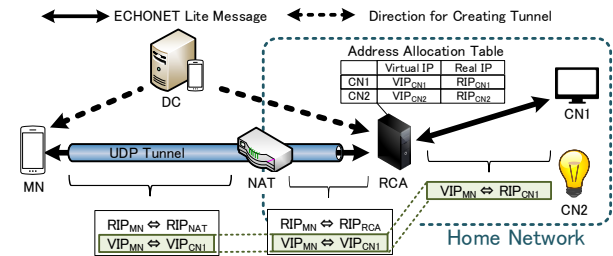 ECHONET Lite Message
Direction for Creating Tunnel
Address Allocation Table
Virtual IP Real IP
CN1 VIPCN1 RIPCN1
CN2 VIPCN2 RIPCN2
DC
CN1
MN
UDP Tunnel
NAT
RCA
CN2
VIPMN ⇔ RIPCN1
RIPMN ⇔ RIPNAT
VIPMN ⇔ VIPCN1
RIPMN ⇔ RIPRCA
VIPMN ⇔ VIPCN1
Home Network